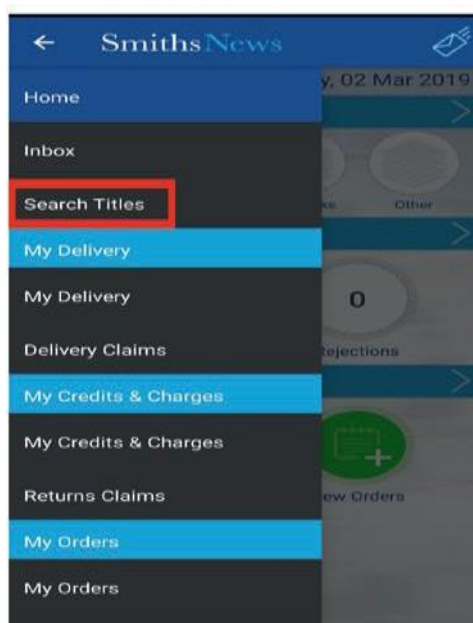 SmithsNews
y, 02 Mar 2019
Home
Inbox
Search Titles
Other
My Delivery
My Delivery
0
Delivery Claims
ejections
My Credits & Charges
My Credits & Charges
Returns Claims
ew Orders
My Orders
My Orders